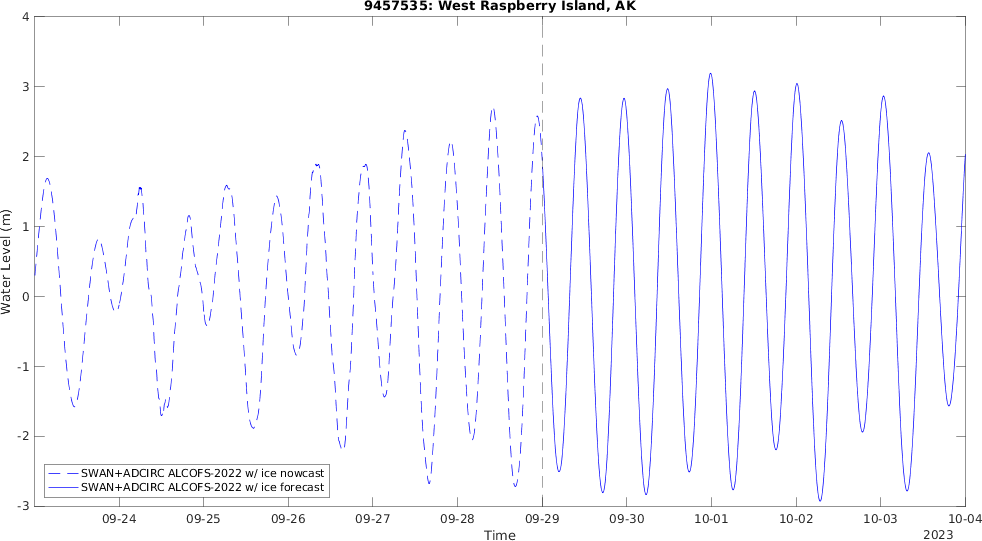 9457535: West Raspberry Island, AK
4
3
2
1
0
-1
-2
-3
Water Level (m)
SWAN+ADCIRC ALCOFS-2022 w/ ice nowcast
SWAN+ADCIRC ALCOFS-2022 w/ ice forecast
09-24 09-25 09-26 09-27 09-28 09-29 09-30 10-01 10-02 10-03 10-04
Time
2023